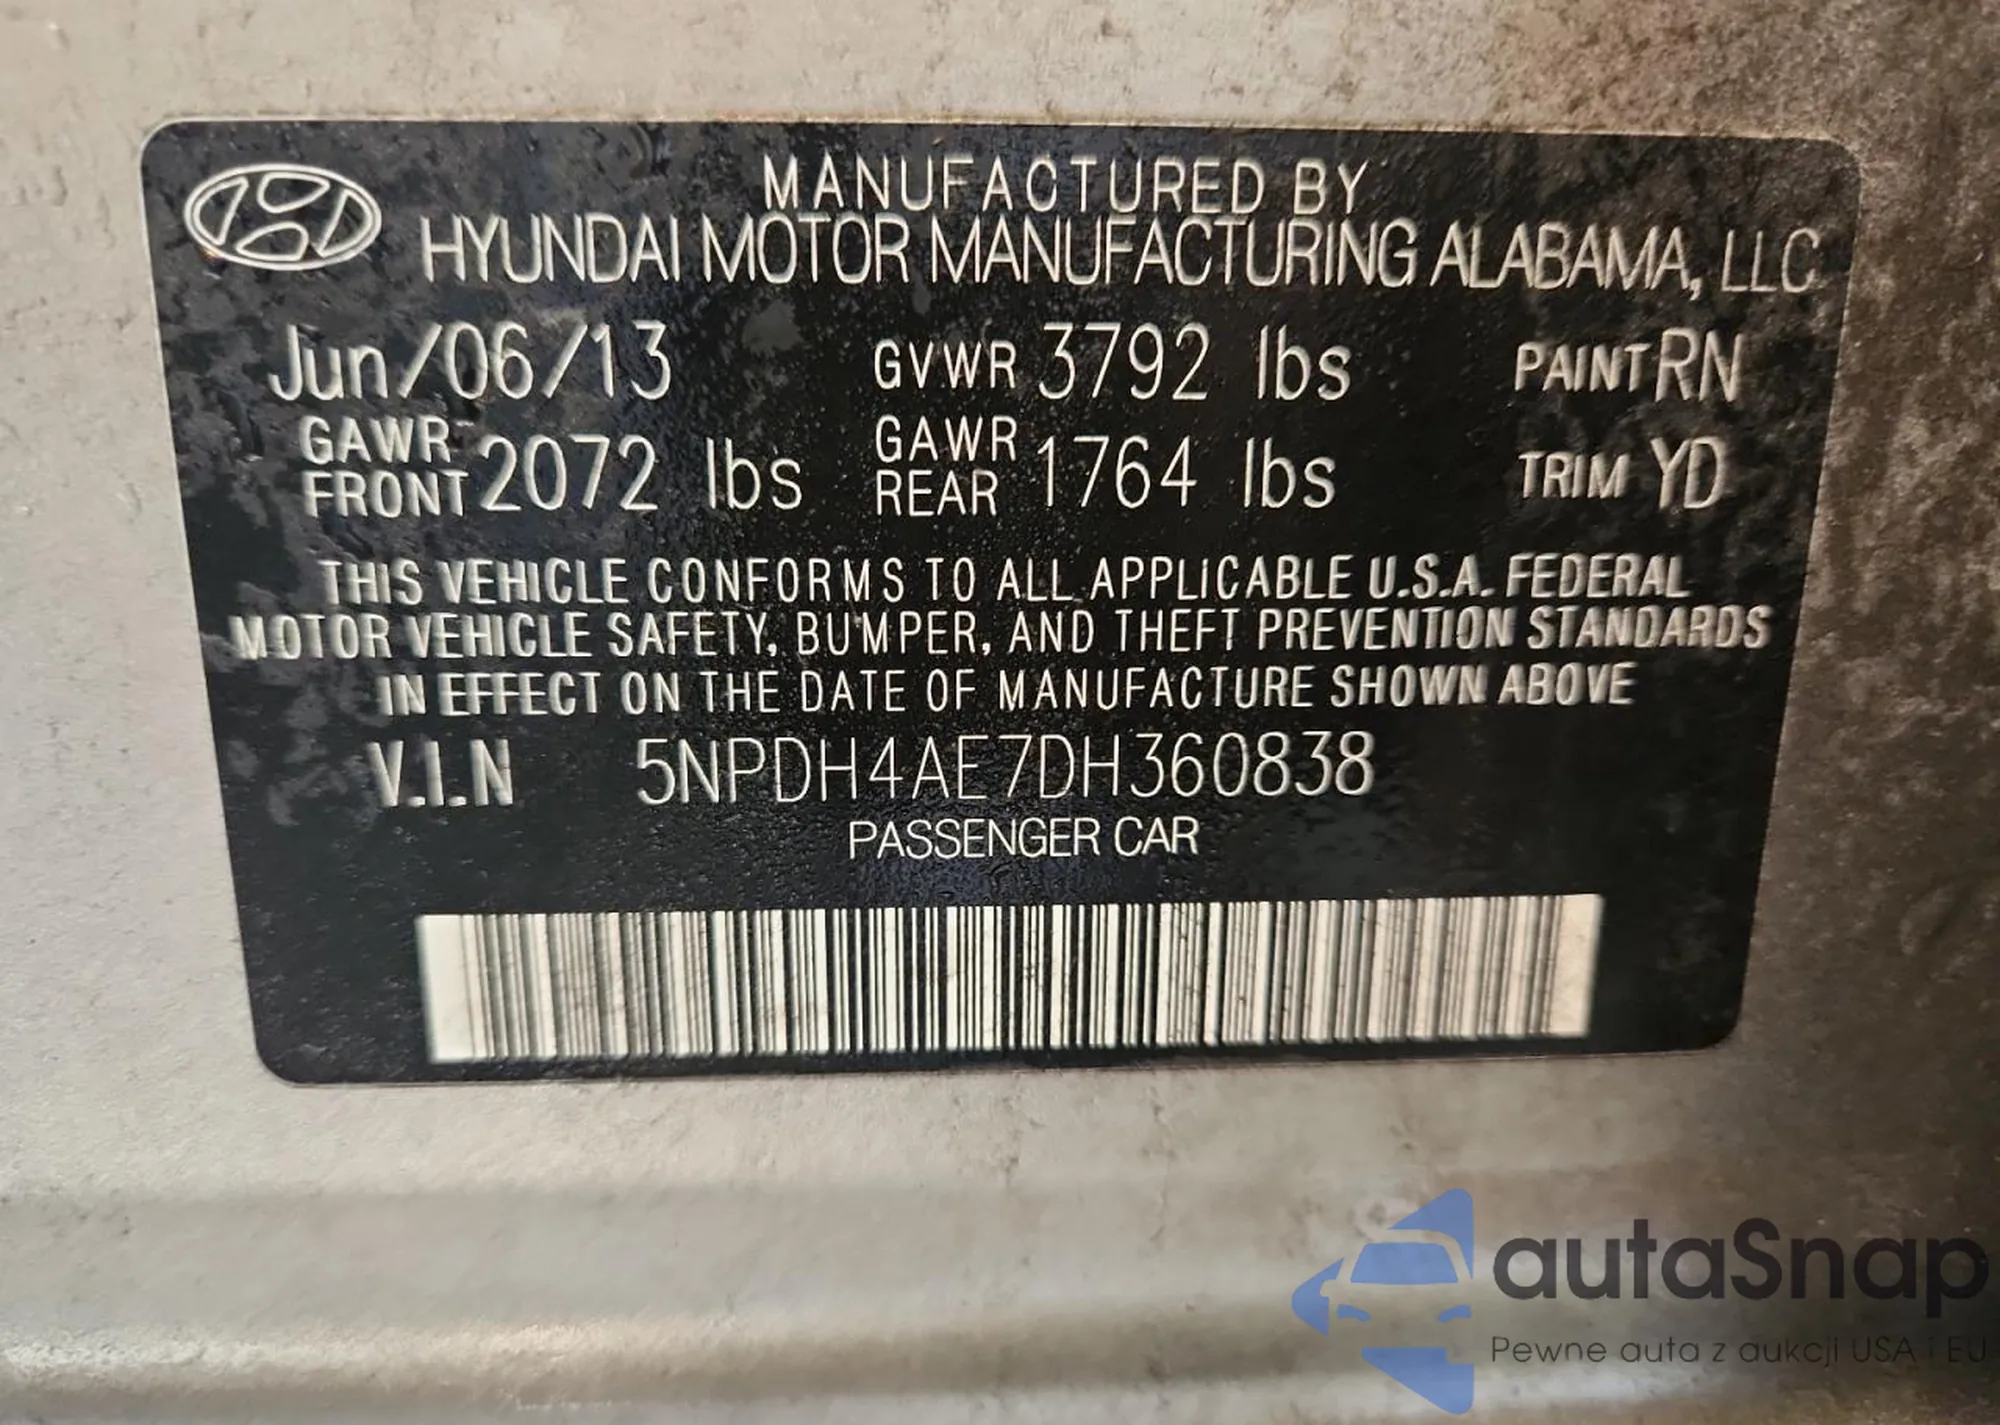 MANUFACTURED BY
HYUNDAI MOTOR MANUFACTURING ALABAMA, LLC
Jun/06/13 GVWR 3792 lbs PAINT RN
GAWR FRONT 2072 lbs GAWR REAR 1764 lbs TRIM YD
THIS VEHICLE CONFORMS TO ALL APPLICABLE U.S.A. FEDERAL
MOTOR VEHICLE SAFETY, BUMPER, AND THEFT PREVENTION STANDARDS
IN EFFECT ON THE DATE OF MANUFACTURE SHOWN ABOVE
V.I.N 5NPDH4AE7DH360838
PASSENGER CAR
autaSnap
Pewne auta z aukcji USA i EU